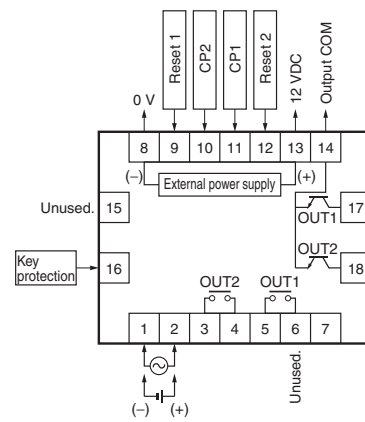 Reset 1
CP2
CP1
Reset 2
12 VDC
Output COM
0 V
8 9 10 11 12 13 14
(−) External power supply (+)
Unused. 15
17
OUT1
Key
protection
16
OUT2
18
OUT2 OUT1
1 2 3 4 5 6 7
Unused.
(−) (+)